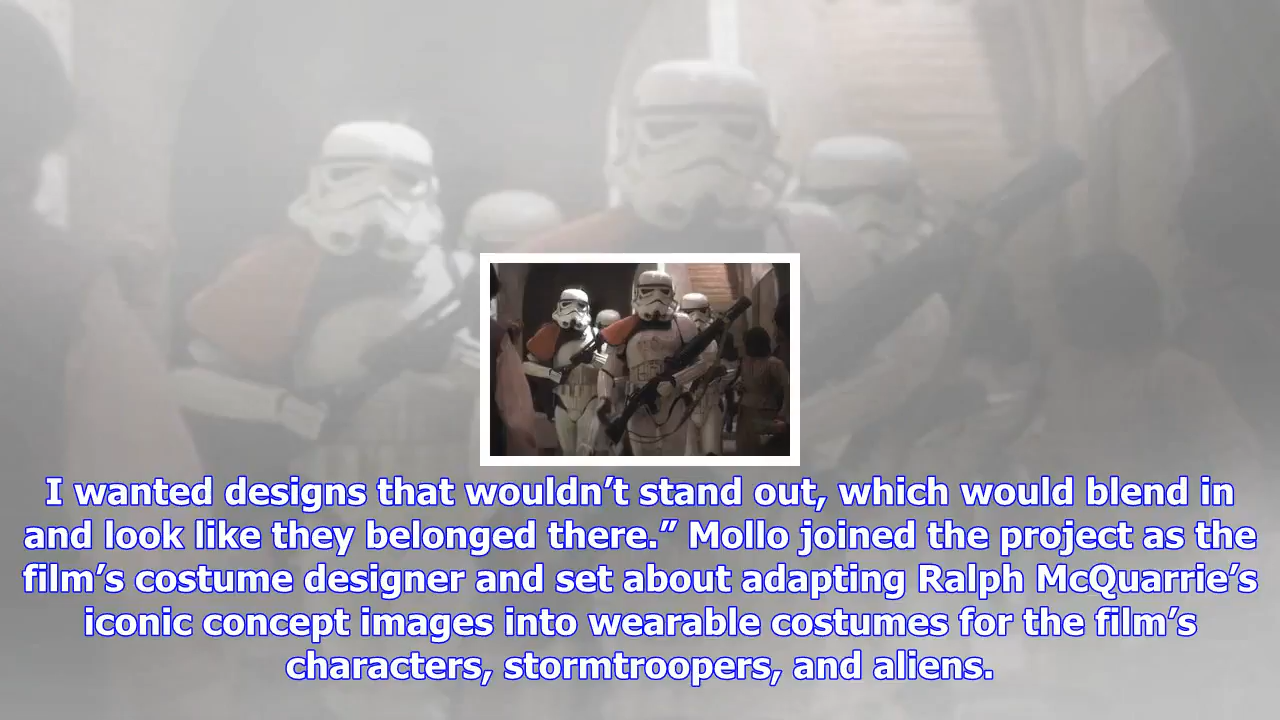 I wanted designs that wouldn’t stand out, which would blend in
and look like they belonged there.” Mollo joined the project as the
film’s costume designer and set about adapting Ralph McQuarrie’s
iconic concept images into wearable costumes for the film’s
characters, stormtroopers, and aliens.